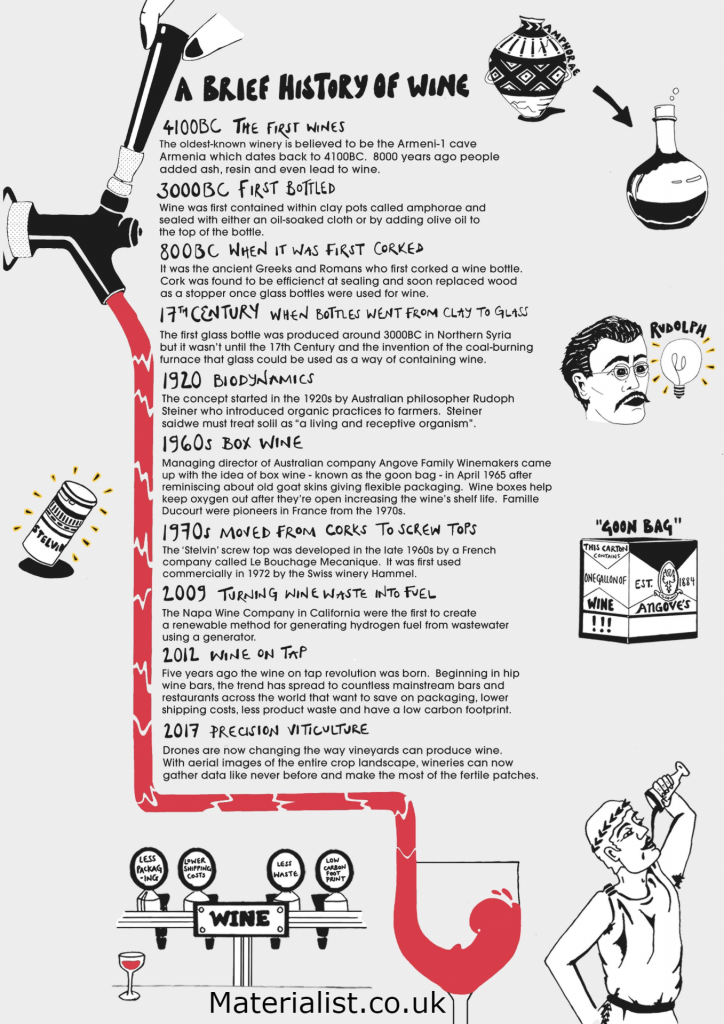 A BRIEF HISTORY OF WINE
AMPHORAE
4100BC THE FIRST WINES
The oldest-known winery is believed to be the Armeni-1 cave
Armenia which dates back to 4100BC. 8000 years ago people
added ash, resin and even lead to wine.
3000BC FIRST BOTTLED
Wine was first contained within clay pots called amphorae and
sealed with either an oil-soaked cloth or by adding olive oil to
the top of the bottle.
800BC WHEN IT WAS FIRST CORKED
It was the ancient Greeks and Romans who first corked a wine bottle.
Cork was found to be efficienct at sealing and soon replaced wood
as a stopper once glass bottles were used for wine.
17TH CENTURY WHEN BOTTLES WENT FROM CLAY TO GLASS
The first glass bottle was produced around 3000BC in Northern Syria
but it wasn't until the 17th Century and the invention of the coal-burning
furnace that glass could be used as a way of containing wine.
RUDOLPH
1920 BIODYNAMICS
The concept started in the 1920s by Australian philosopher Rudoph
Steiner who introduced organic practices to farmers. Steiner
saidwe must treat solil as "a living and receptive organism".
1960s BOX WINE
Managing director of Australian company Angove Family Winemakers came
up with the idea of box wine - known as the goon bag - in April 1965 after
reminiscing about old goat skins giving flexible packaging. Wine boxes help
keep oxygen out after they're open increasing the wine's shelf life. Famille
Ducourt were pioneers in France from the 1970s.
STELVIN
1970s MOVED FROM CORKS TO SCREW TOPS
The 'Stelvin' screw top was developed in the late 1960s by a French
company called Le Bouchage Mecanique. It was first used
commercially in 1972 by the Swiss winery Hammel.
"GOON BAG"
THIS CARTON
CONTAINS
ONE GALLON OF
WINE
!!!
EST. 1884
ANGOVE'S
2009 TURNING WINE WASTE INTO FUEL
The Napa Wine Company in California were the first to create
a renewable method for generating hydrogen fuel from wastewater
using a generator.
2012 WINE ON TAP
Five years ago the wine on tap revolution was born. Beginning in hip
wine bars, the trend has spread to countless mainstream bars and
restaurants across the world that want to save on packaging, lower
shipping costs, less product waste and have a low carbon footprint.
2017 PRECISION VITICULTURE
Drones are now changing the way vineyards can produce wine.
With aerial images of the entire crop landscape, wineries can now
gather data like never before and make the most of the fertile patches.
LESS
PACKAG
-ING
LOWER
SHIPPING
COSTS
LESS
WASTE
LOW
CARBON
FOOT
PRINT
WINE
Materialist.co.uk